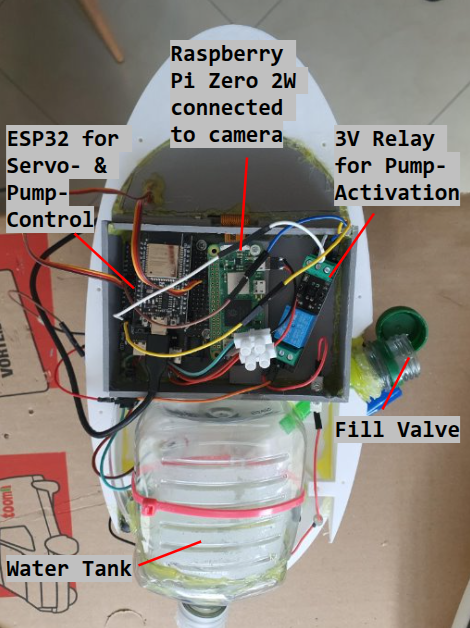 Raspberry
Pi Zero 2W
connected
to camera
ESP32 for
Servo- &
Pump-
Control
3V Relay
for Pump-
Activation
Fill Valve
Water Tank
toom